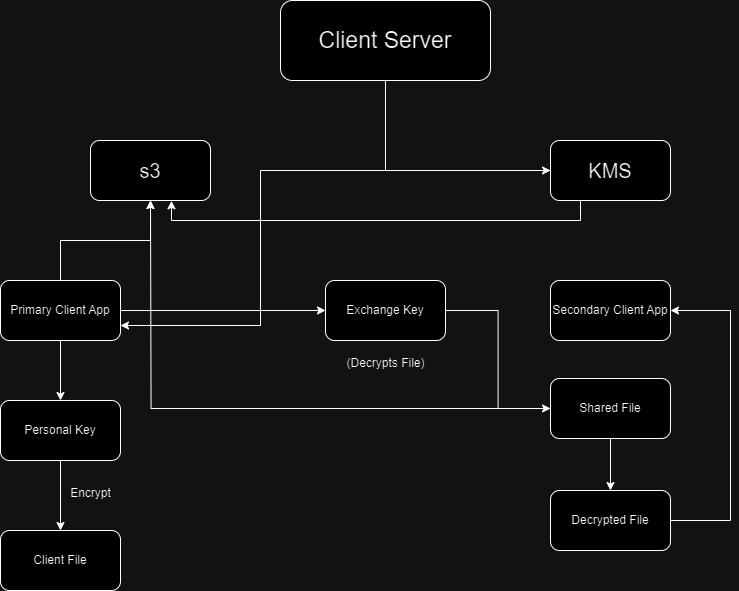 Client Server
s3
KMS
Primary Client App
Exchange Key
Secondary Client App
(Decrypts File)
Shared File
Personal Key
Encrypt
Decrypted File
Client File